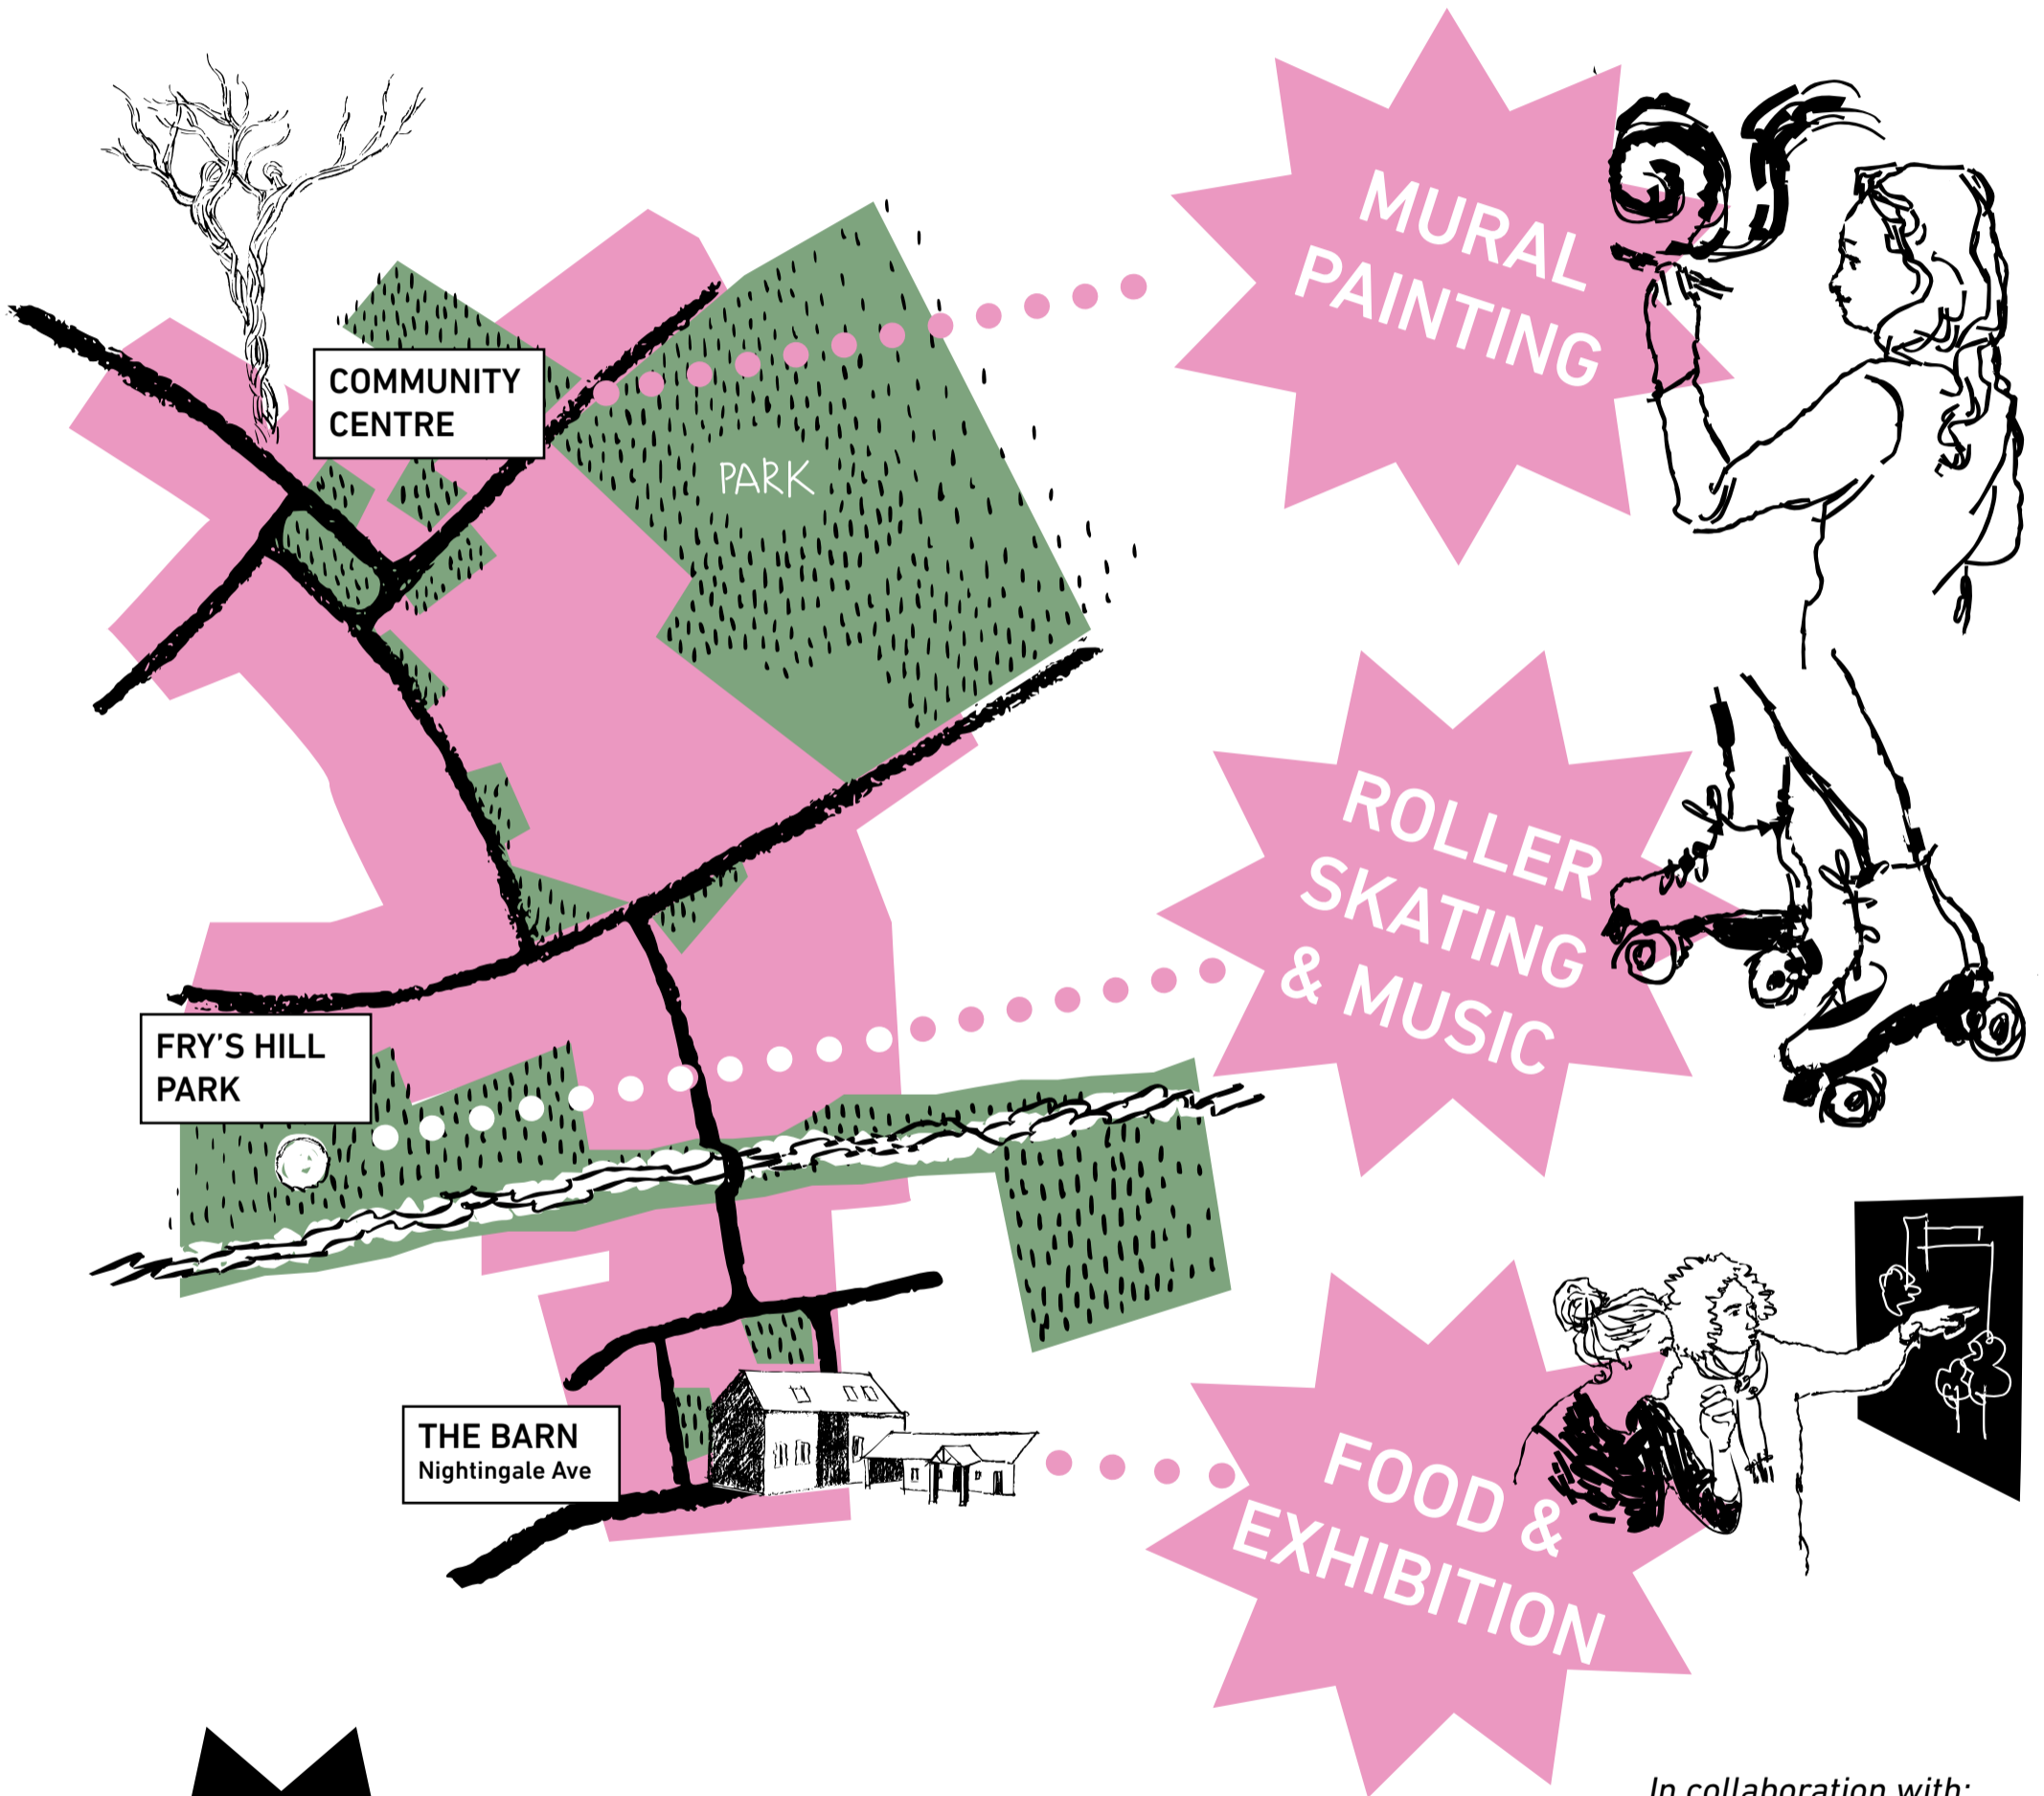 MURAL
PAINTING
COMMUNITY
CENTRE
PARK
ROLLER
SKATING
& MUSIC
FRY'S HILL
PARK
THE BARN
Nightingale Ave
FOOD &
EXHIBITION
In collaboration with: